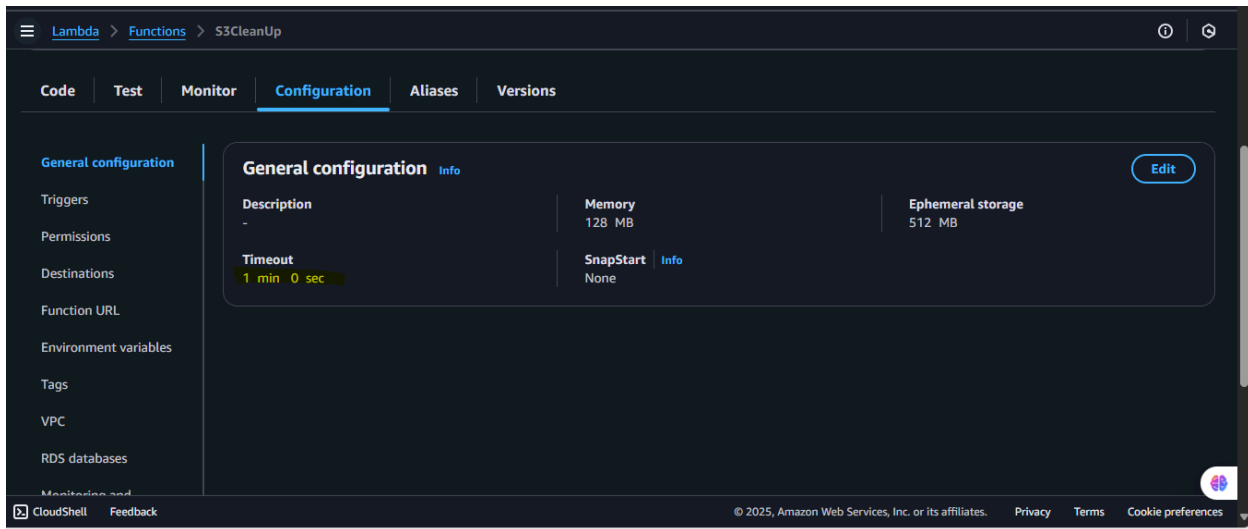 Lambda > Functions > S3CleanUp
Code Test Monitor Configuration Aliases Versions
General configuration
Triggers
Permissions
Destinations
Function URL
Environment variables
Tags
VPC
RDS databases
Monitoring and
General configuration Info
Edit
Description
-
Memory
128 MB
Ephemeral storage
512 MB
Timeout
1 min 0 sec
SnapStart Info
None
CloudShell Feedback © 2025, Amazon Web Services, Inc. or its affiliates. Privacy Terms Cookie preferences